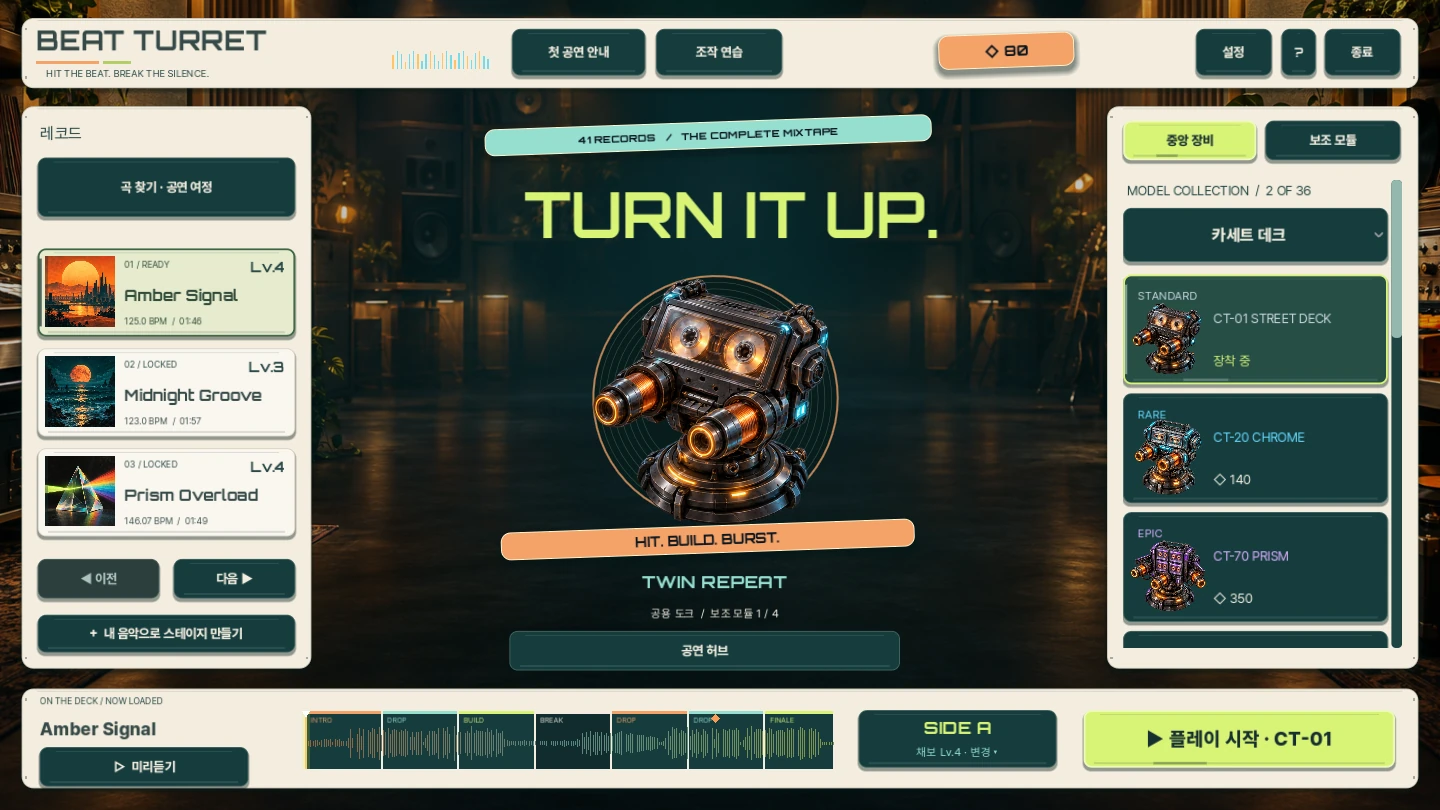 BEAT TURRET
HIT THE BEAT. BREAK THE SILENCE.
첫 공연 안내
조작 연습
◇ 80
설정
?
종료
레코드
곡 찾기 · 공연 여정
01 / READY
Lv.4
Amber Signal
125.0 BPM / 01:46
02 / LOCKED
Lv.3
Midnight Groove
123.0 BPM / 01:57
03 / LOCKED
Lv.4
Prism Overload
146.07 BPM / 01:49
◀ 이전
다음 ▶
+ 내 음악으로 스테이지 만들기
41 RECORDS / THE COMPLETE MIXTAPE
TURN IT UP.
HIT. BUILD. BURST.
TWIN REPEAT
공용 도크 / 보조 모듈 1 / 4
공연 허브
중앙 장비
보조 모듈
MODEL COLLECTION / 2 OF 36
카세트 데크
STANDARD
CT-01 STREET DECK
장착 중
RARE
CT-20 CHROME
◇ 140
EPIC
CT-70 PRISM
◇ 350
ON THE DECK / NOW LOADED
Amber Signal
▷ 미리듣기
INTRO
DROP
BUILD
BREAK
DROP
DROP
FINALE
SIDE A
채보 Lv.4 · 변경 ▾
▶ 플레이 시작 · CT-01